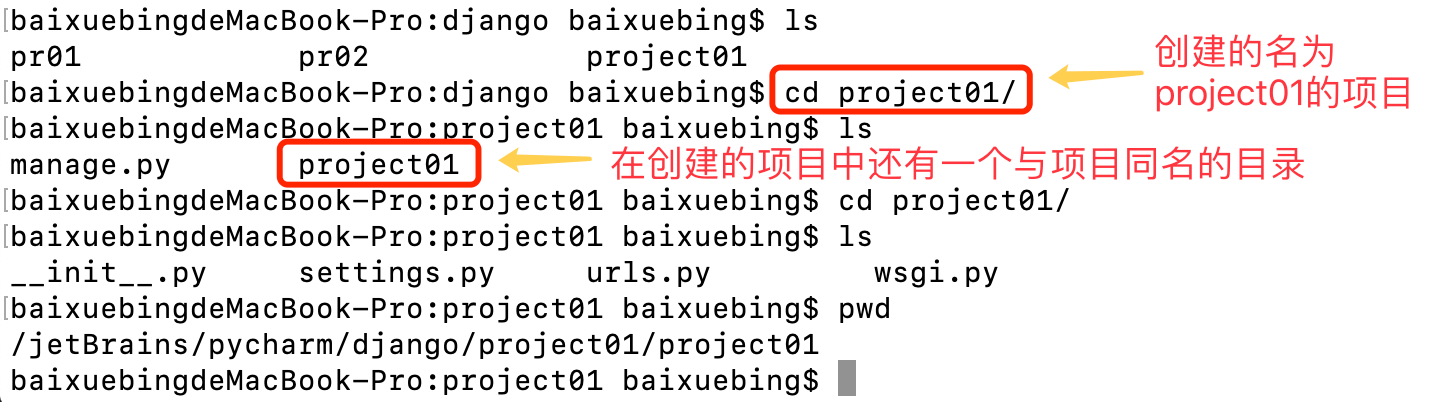 [baixuebingdeMacBook-Pro:django baixuebing$ ls
pr01 pr02 project01
[baixuebingdeMacBook-Pro:django baixuebing$ cd project01/
创建的名为
project01的项目
[baixuebingdeMacBook-Pro:project01 baixuebing$ ls
manage.py project01
在创建的项目中还有一个与项目同名的目录
[baixuebingdeMacBook-Pro:project01 baixuebing$ cd project01/
[baixuebingdeMacBook-Pro:project01 baixuebing$ ls
__init__.py settings.py urls.py wsgi.py
[baixuebingdeMacBook-Pro:project01 baixuebing$ pwd
/jetBrains/pycharm/django/project01/project01
baixuebingdeMacBook-Pro:project01 baixuebing$